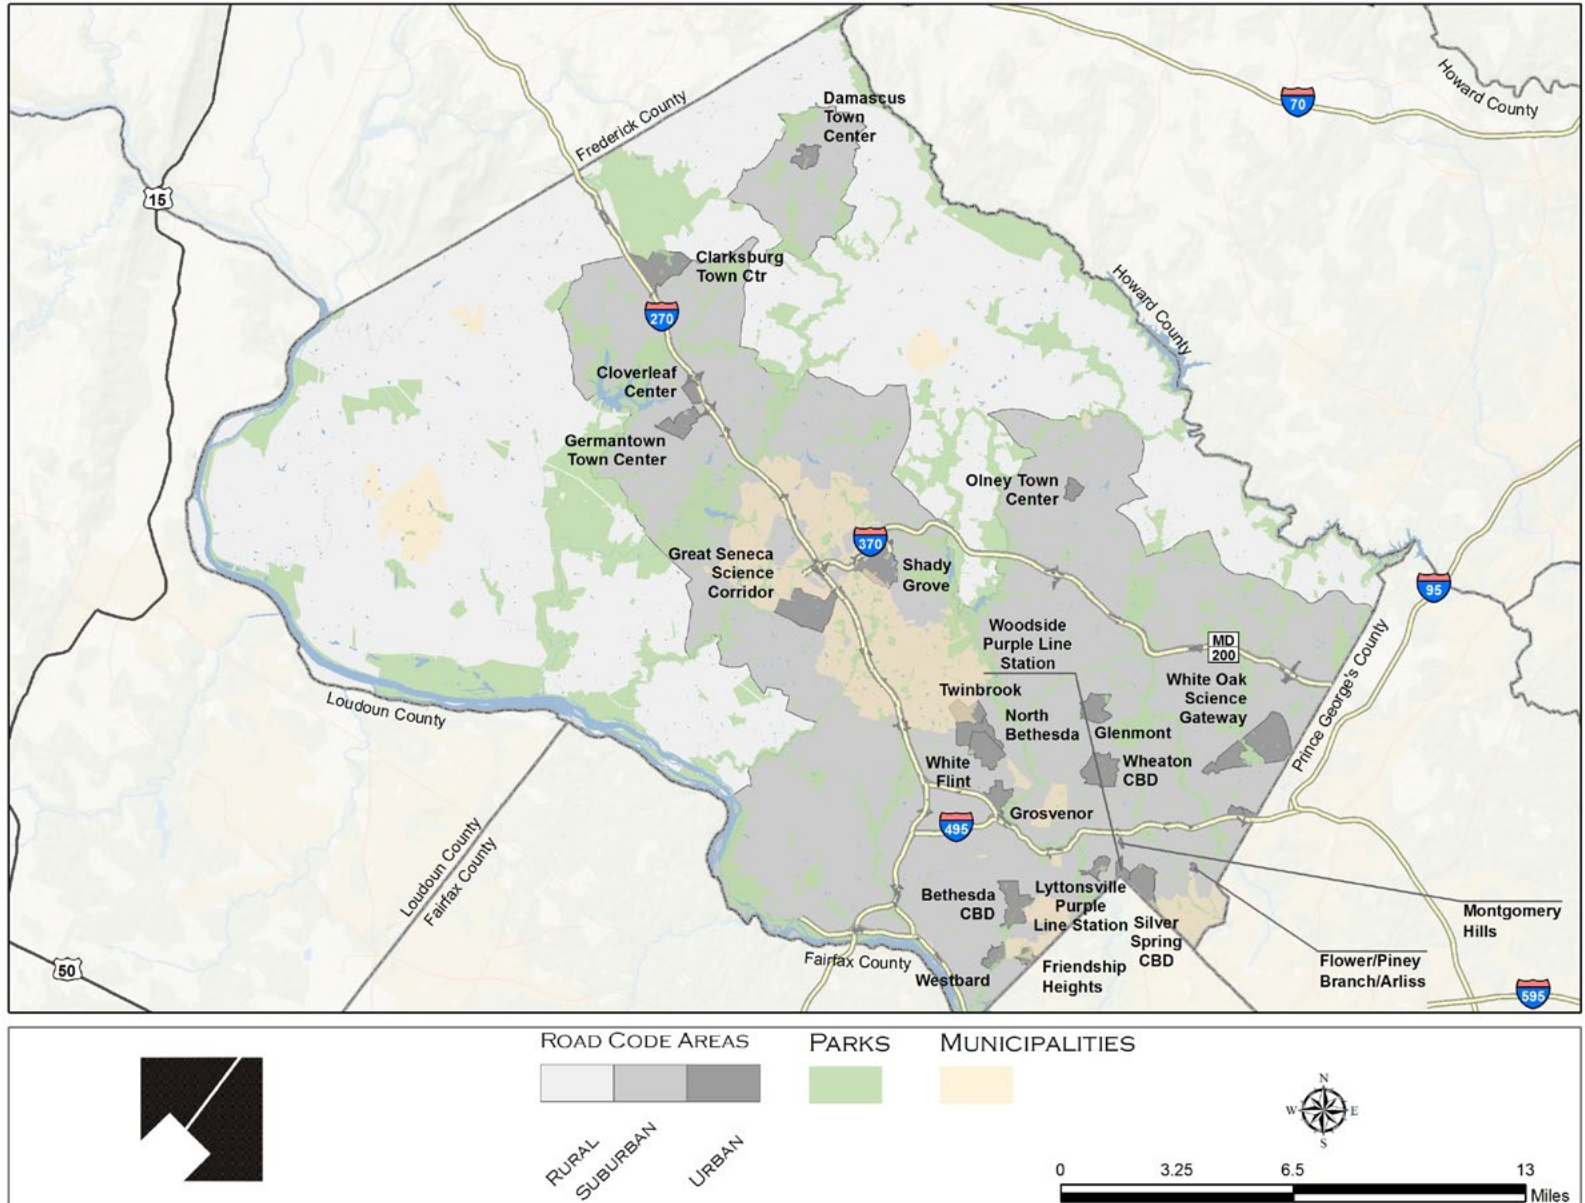 Damascus
Town
Center
70
Howard County
Frederick County
15
Clarksburg
Town Ctr
270
Howard County
Cloverleaf
Center
Germantown
Town Center
Olney Town
Center
370
Great Seneca
Science
Corridor
Shady
Grove
95
Woodside
Purple Line
Station
MD
200
White Oak
Science
Gateway
Prince George's County
Loudoun County
Twinbrook
North
Bethesda
Glenmont
Wheaton
CBD
White
Flint
Grosvenor
495
Loudoun County
Fairfax County
Bethesda
CBD
Lyttonsville
Purple
Line Station
Silver
Spring
CBD
Montgomery
Hills
Flower/Piney
Branch/Arliss
50
Fairfax County
Westbard
Friendship
Heights
595
ROAD CODE AREAS
PARKS
MUNICIPALITIES
RURAL
SUBURBAN
URBAN
N
W E
S
0 3.25 6.5 13
Miles